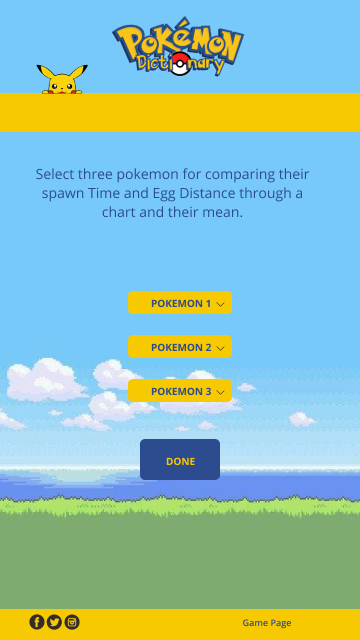 Pokémon
Dictionary
Select three pokemon for comparing their
spawn Time and Egg Distance through a
chart and their mean.
POKEMON 1
POKEMON 2
POKEMON 3
DONE
Game Page